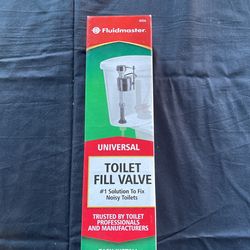 Fluidmaster
UNIVERSAL
TOILET
FILL VALVE
#1 Solution To Fix
Noisy Toilets
TRUSTED BY TOILET
PROFESSIONALS
AND MANUFACTURERS